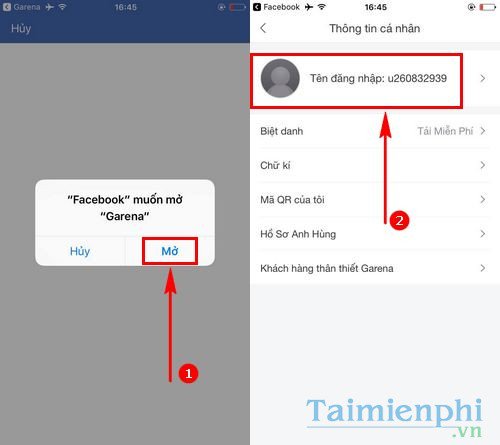 Garena
16:45
Hủy
“Facebook” muốn mở
“Garena”
Hủy
Mở
1
Facebook
16:45
Thông tin cá nhân
Tên đăng nhập: u260832939
Biệt danh
Tải Miễn Phí
2
Chữ kí
Mã QR của tôi
Hồ Sơ Anh Hùng
Khách hàng thân thiết Garena
Taimienphi
.vn